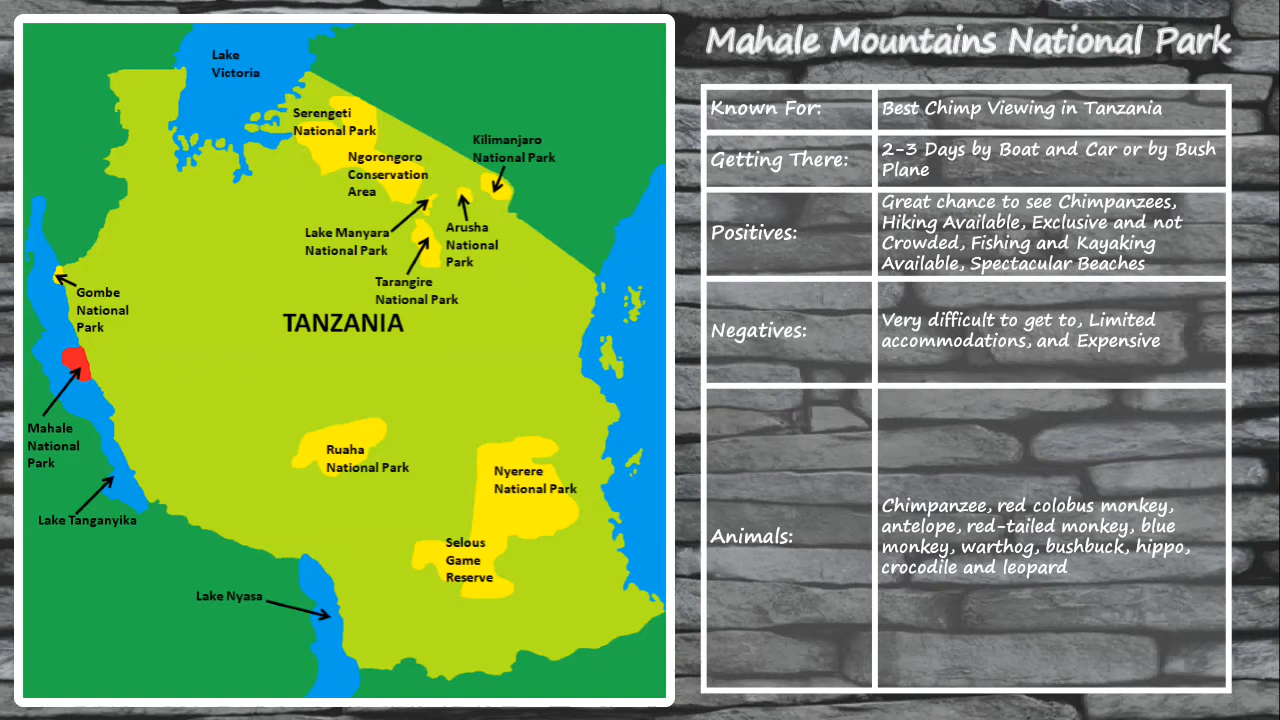 Mahale Mountains National Park
Lake
Victoria
Serengeti
National Park
Ngorongoro
Conservation
Area
Kilimanjaro
National Park
Lake Manyara
National Park
Arusha
National
Park
Tarangire
National Park
Gombe
National
Park
TANZANIA
Mahale
National
Park
Ruaha
National Park
Nyerere
National Park
Lake Tanganyika
Selous
Game
Reserve
Lake Nyasa
Known For:
Best Chimp Viewing in Tanzania
Getting There:
2-3 Days by Boat and Car or by Bush
Plane
Positives:
Great chance to see Chimpanzees,
Hiking Available, Exclusive and not
Crowded, Fishing and Kayaking
Available, Spectacular Beaches
Negatives:
Very difficult to get to, Limited
accommodations, and Expensive
Animals:
Chimpanzee, red colobus monkey,
antelope, red-tailed monkey, blue
monkey, warthog, bushbuck, hippo,
crocodile and leopard